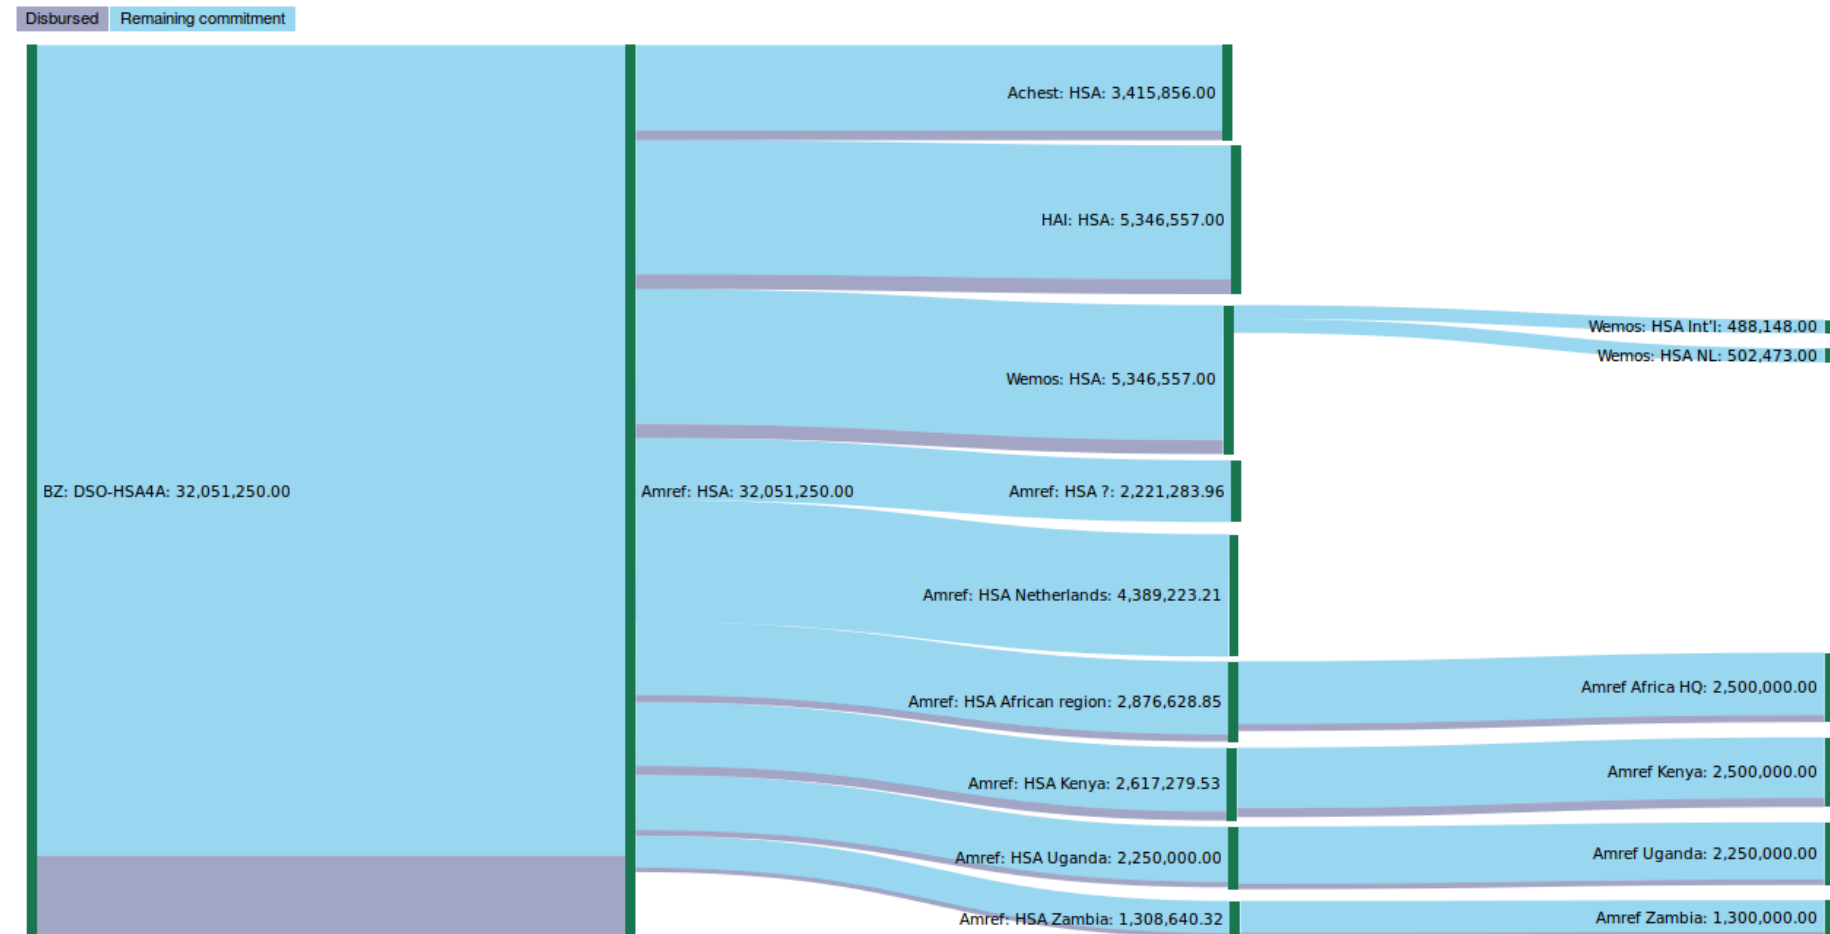 Disbursed
Remaining commitment
BZ: DSO-HSA4A: 32,051,250.00
Amref: HSA: 32,051,250.00
Achest: HSA: 3,415,856.00
HAI: HSA: 5,346,557.00
Wemos: HSA: 5,346,557.00
Amref: HSA ?: 2,221,283.96
Amref: HSA Netherlands: 4,389,223.21
Amref: HSA African region: 2,876,628.85
Amref: HSA Kenya: 2,617,279.53
Amref: HSA Uganda: 2,250,000.00
Amref: HSA Zambia: 1,308,640.32
Wemos: HSA Int'l: 488,148.00
Wemos: HSA NL: 502,473.00
Amref Africa HQ: 2,500,000.00
Amref Kenya: 2,500,000.00
Amref Uganda: 2,250,000.00
Amref Zambia: 1,300,000.00